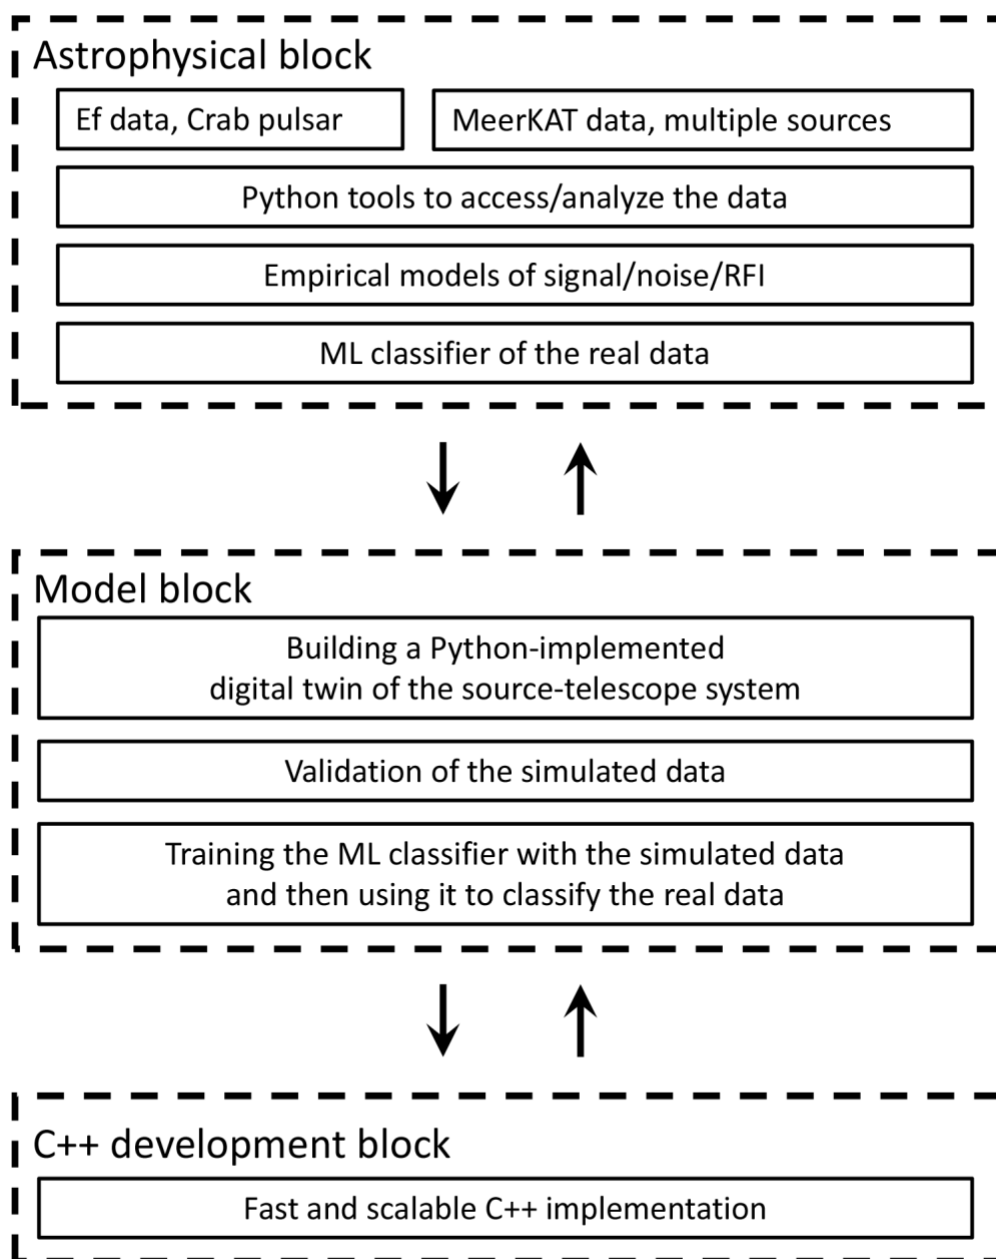 Astrophysical block
Ef data, Crab pulsar
MeerKAT data, multiple sources
Python tools to access/analyze the data
Empirical models of signal/noise/RFI
ML classifier of the real data
Model block
Building a Python-implemented
digital twin of the source-telescope system
Validation of the simulated data
Training the ML classifier with the simulated data
and then using it to classify the real data
C++ development block
Fast and scalable C++ implementation